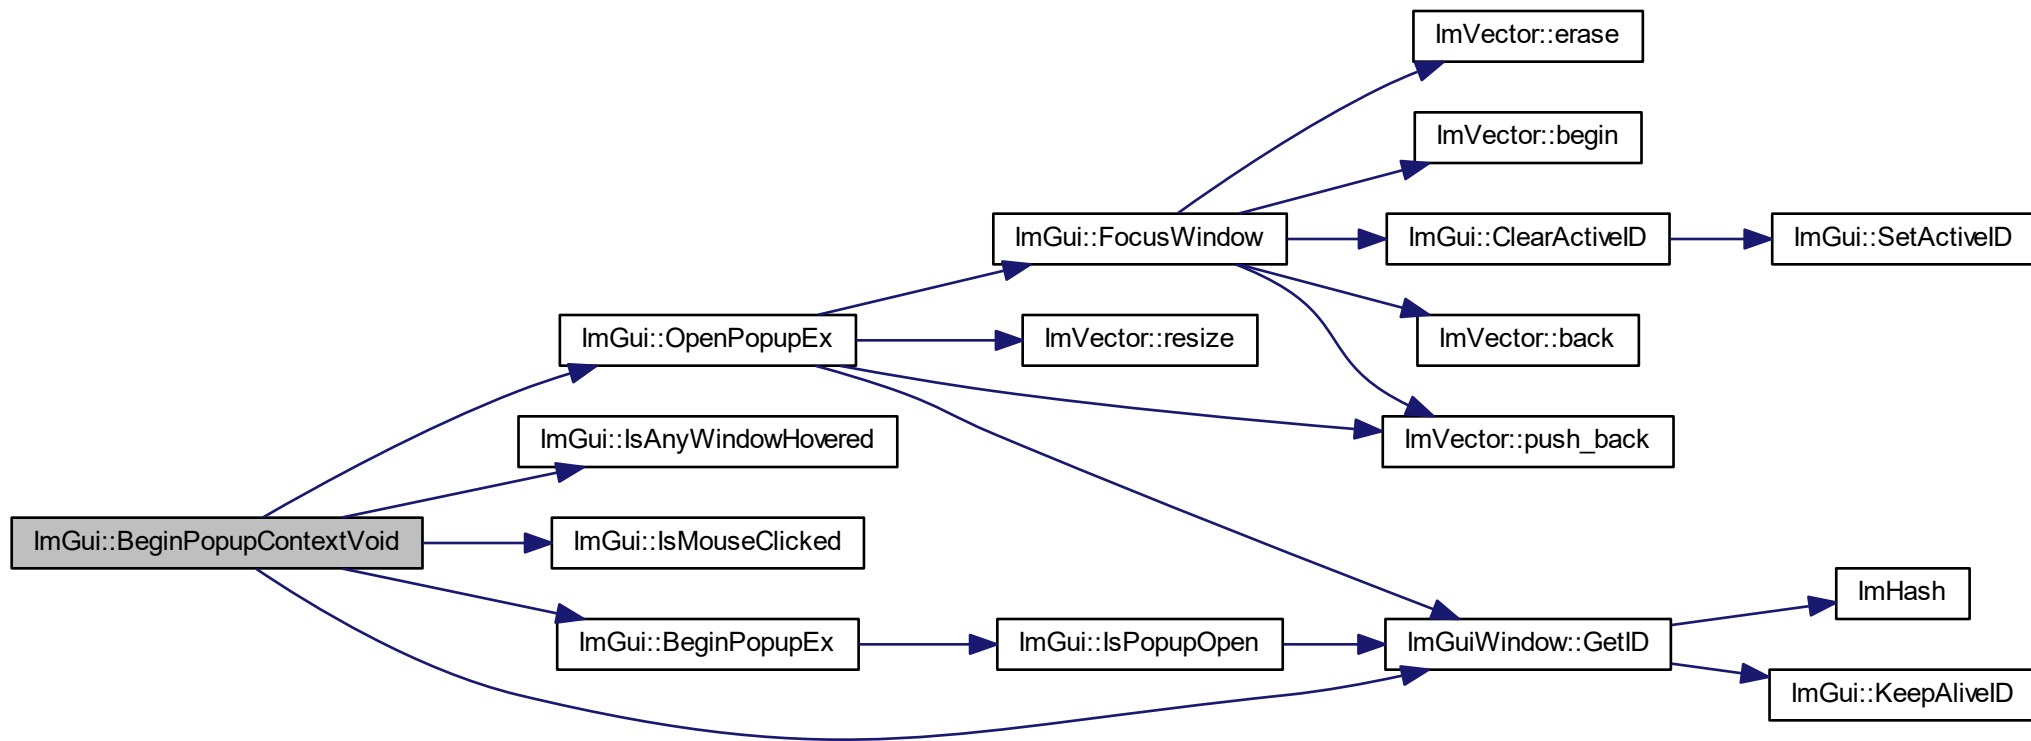 ImVector::erase
ImVector::begin
ImGui::FocusWindow
ImGui::ClearActiveID
ImGui::SetActiveID
ImGui::OpenPopupEx
ImVector::resize
ImVector::back
ImGui::IsAnyWindowHovered
ImVector::push_back
ImGui::BeginPopupContextVoid
ImGui::IsMouseClicked
ImHash
ImGui::BeginPopupEx
ImGui::IsPopupOpen
ImGuiWindow::GetID
ImGui::KeepAliveID